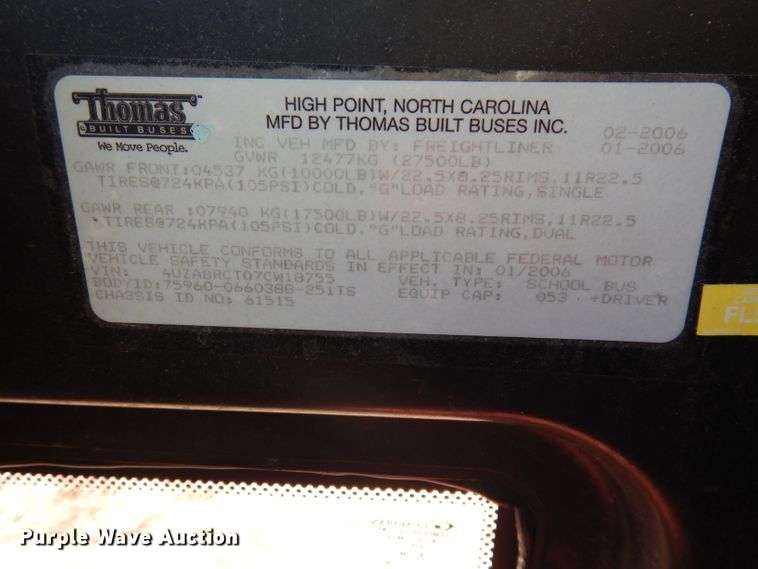 Thomas
BUILT BUSES
We Move People.
HIGH POINT, NORTH CAROLINA
MFD BY THOMAS BUILT BUSES INC.
02-2006
INC VEH MFD BY: FREIGHTLINER 01-2006
GVWR 12477KG (27500LB)
GAWR FRONT:04537 KG(10000LB)W/22.5X8.25RIMS,11R22.5
TIRES@724KPA(105PSI)COLD,"G"LOAD RATING,SINGLE
GAWR REAR :07940 KG(17500LB)W/22.5X8.25RIMS,11R22.5
TIRES@724KPA(105PSI)COLD,"G"LOAD RATING,DUAL
THIS VEHICLE CONFORMS TO ALL APPLICABLE FEDERAL MOTOR
VEHICLE SAFETY STANDARDS IN EFFECT IN: 01/2006
VIN: 4UZABRCT07CW18755 VEH. TYPE: SCHOOL BUS
BODYID:75960-0660388-251TS EQUIP CAP: 053 +DRIVER
CHASSIS ID NO: 61515
FL
Purple Wave Auction